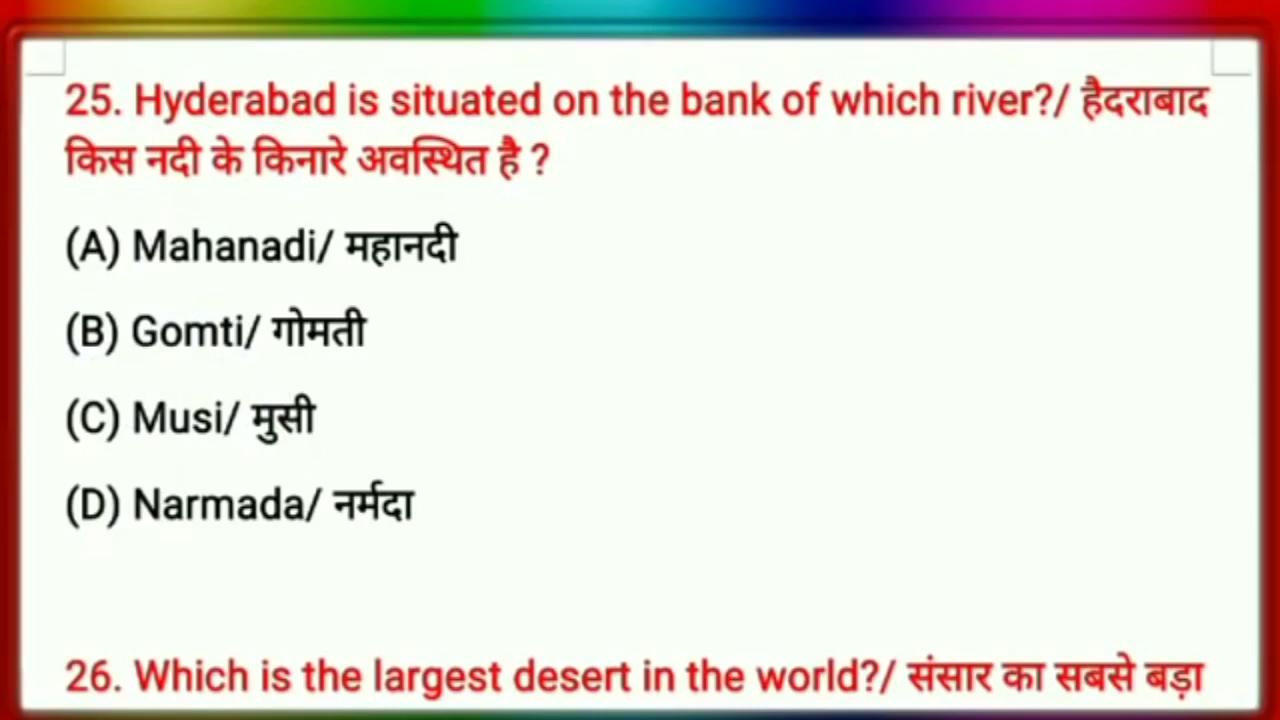 25. Hyderabad is situated on the bank of which river?/ हैदराबाद
किस नदी के किनारे अवस्थित है ?
(A) Mahanadi/ महानदी
(B) Gomti/ गोमती
(C) Musi/ मुसी
(D) Narmada/ नर्मदा
26. Which is the largest desert in the world?/ संसार का सबसे बड़ा